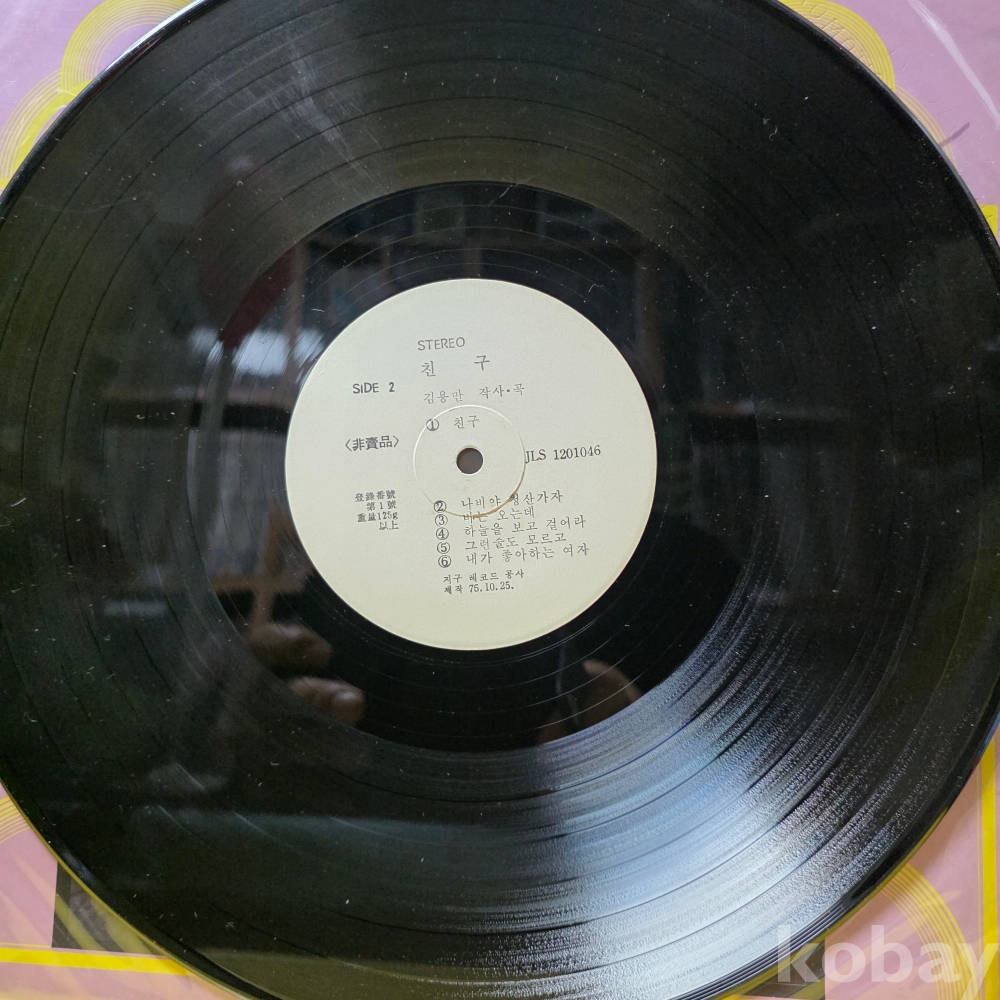 STEREO
친 구
SIDE 2
김용만 작사·곡
① 친구
〈非賣品〉
JLS 1201046
登錄番號
第1號
重量125g
以上
② 나비야 청산가자
③ 비는 오는데
④ 하늘을 보고 걸어라
⑤ 그런줄도 모르고
⑥ 내가 좋아하는 여자
지구 레코드 공사
제작 75.10.25.
kobay